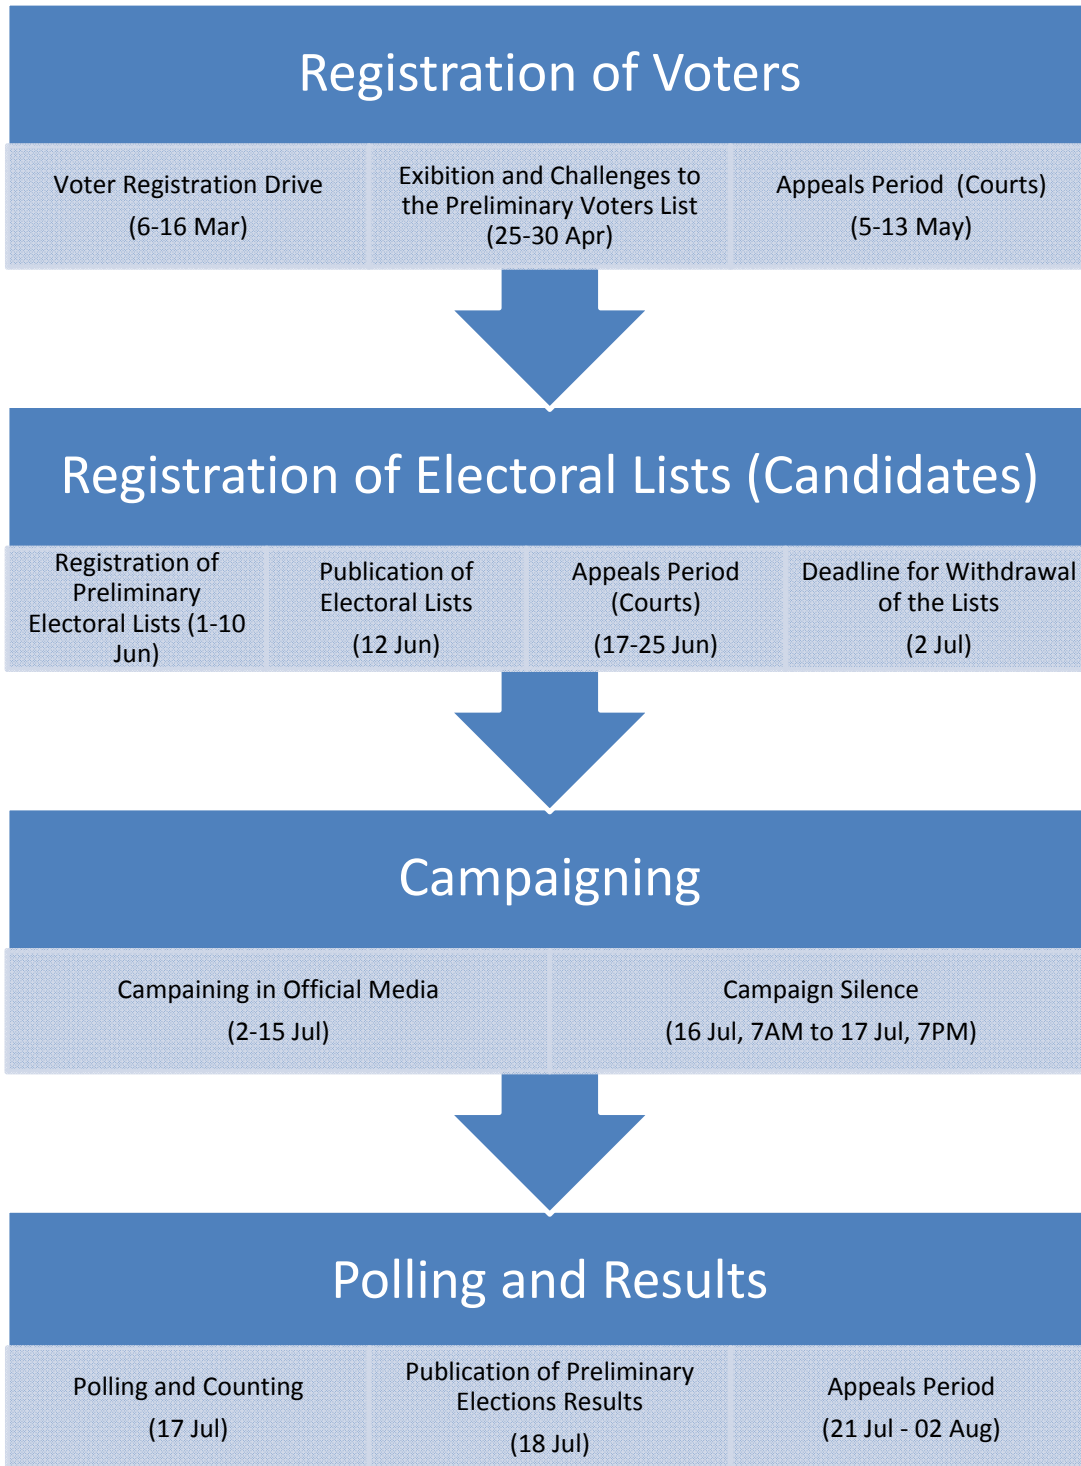 Registration of Voters
Voter Registration Drive
(6-16 Mar)
Exibition and Challenges to
the Preliminary Voters List
(25-30 Apr)
Appeals Period (Courts)
(5-13 May)
Registration of Electoral Lists (Candidates)
Registration of
Preliminary
Electoral Lists (1-10
Jun)
Publication of
Electoral Lists
(12 Jun)
Appeals Period
(Courts)
(17-25 Jun)
Deadline for Withdrawal
of the Lists
(2 Jul)
Campaigning
Campaining in Official Media
(2-15 Jul)
Campaign Silence
(16 Jul, 7AM to 17 Jul, 7PM)
Polling and Results
Polling and Counting
(17 Jul)
Publication of Preliminary
Elections Results
(18 Jul)
Appeals Period
(21 Jul - 02 Aug)